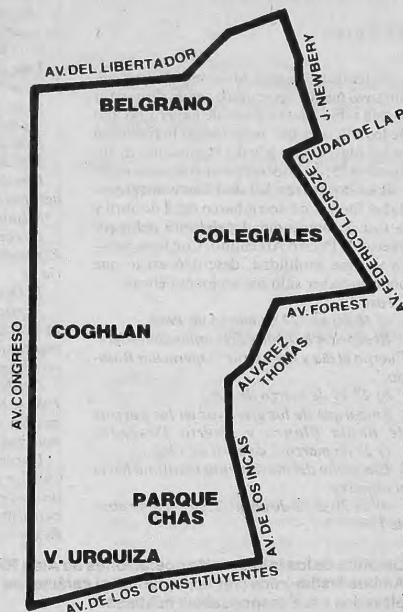 AV. DEL LIBERTADOR
BELGRANO
J. NEWBERY
CIUDAD DE LA P
COLEGIALES
AV. FEDERICO LACROZE
AV. FOREST
COGHLAN
AV. CONGRESO
ALVAREZ
THOMAS
PARQUE
CHAS
AV. DE LOS INCAS
V. URQUIZA
AV. DE LOS CONSTITUYENTES